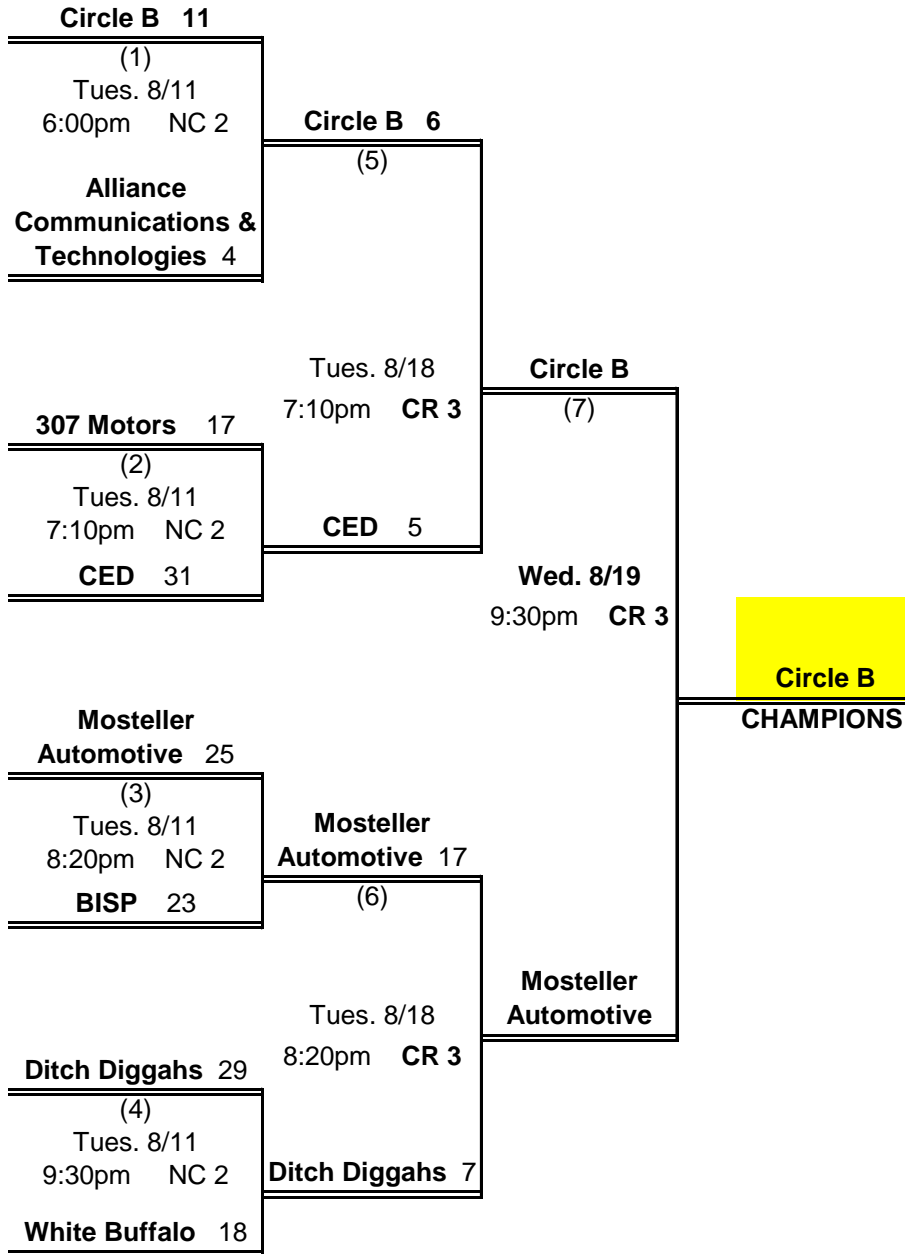 Circle B 11
(1)
Tues. 8/11
6:00pm NC 2
Alliance
Communications &
Technologies 4
Circle B 6
(5)
Tues. 8/18
7:10pm CR 3
CED 5
307 Motors 17
(2)
Tues. 8/11
7:10pm NC 2
CED 31
Circle B
(7)
Wed. 8/19
9:30pm CR 3
Circle B
CHAMPIONS
Mosteller
Automotive 25
(3)
Tues. 8/11
8:20pm NC 2
BISP 23
Mosteller
Automotive 17
(6)
Tues. 8/18
8:20pm CR 3
Ditch Diggahs 7
Mosteller
Automotive
Ditch Diggahs 29
(4)
Tues. 8/11
9:30pm NC 2
White Buffalo 18